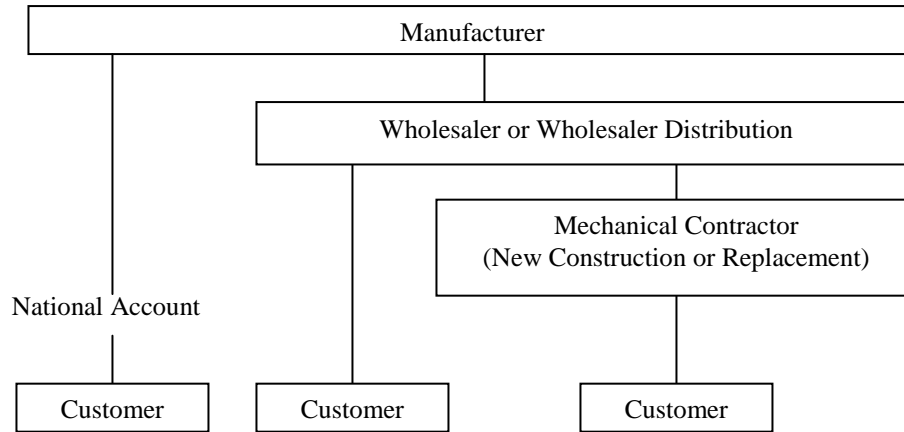 Manufacturer
Wholesaler or Wholesaler Distribution
Mechanical Contractor
(New Construction or Replacement)
National Account
Customer
Customer
Customer